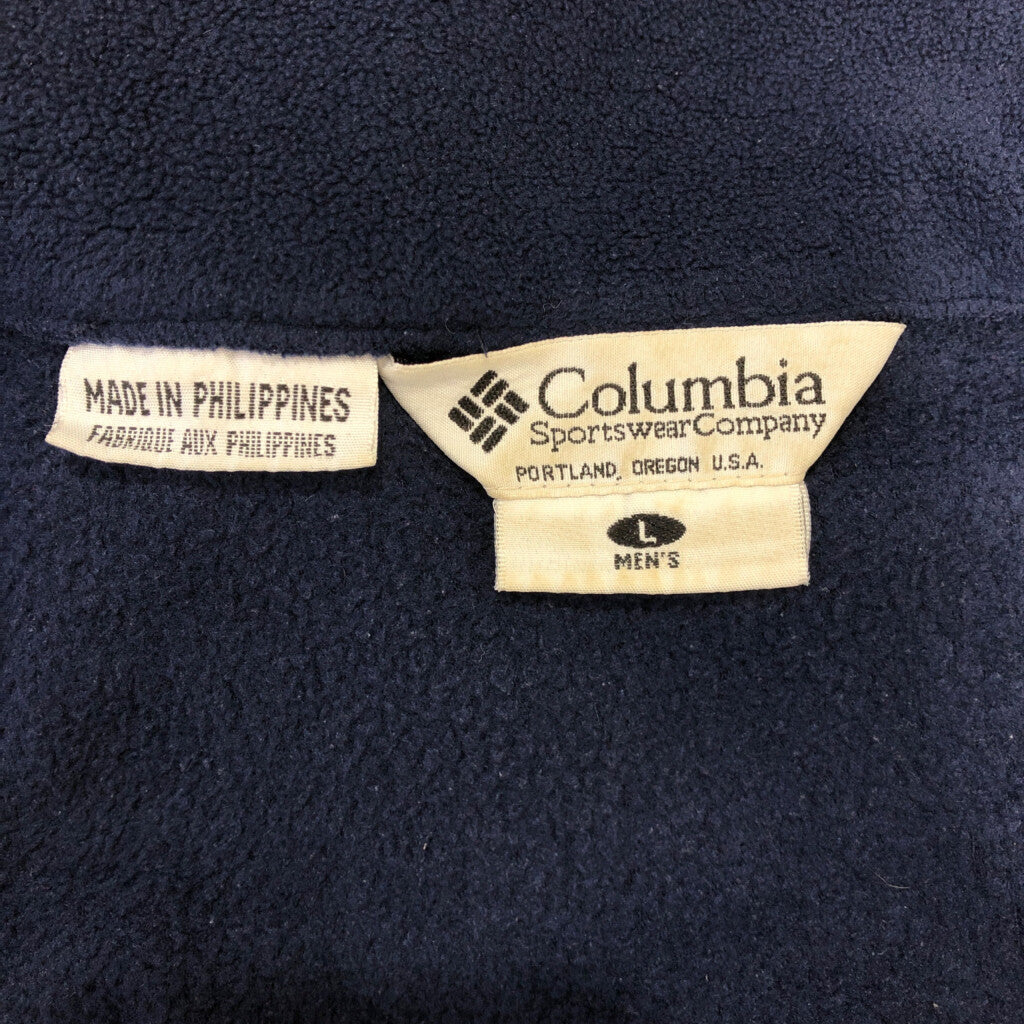 MADE IN PHILIPPINES
FABRIQUE AUX PHILIPPINES
Columbia
SportswearCompany
PORTLAND, OREGON U.S.A.
L
MEN'S